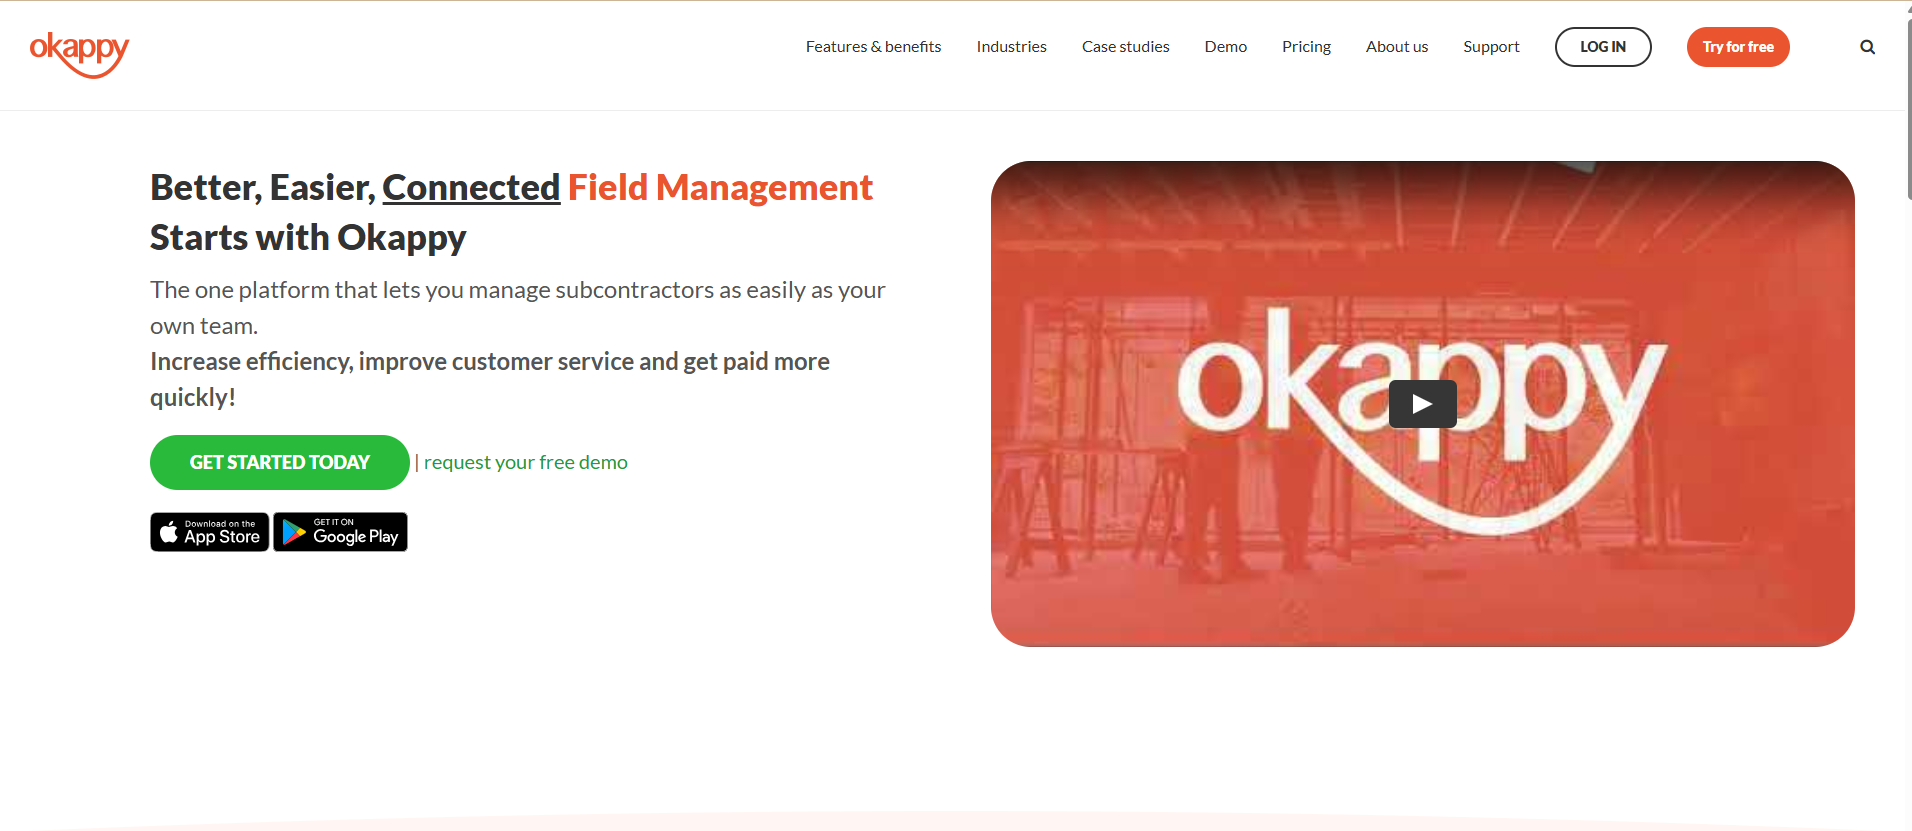 okappy
Features & benefits
Industries
Case studies
Demo
Pricing
About us
Support
LOG IN
Try for free
Better, Easier, Connected Field Management
Starts with Okappy
The one platform that lets you manage subcontractors as easily as your
own team.
Increase efficiency, improve customer service and get paid more
quickly!
GET STARTED TODAY | request your free demo
Download on the
App Store
GET IT ON
Google Play
okappy